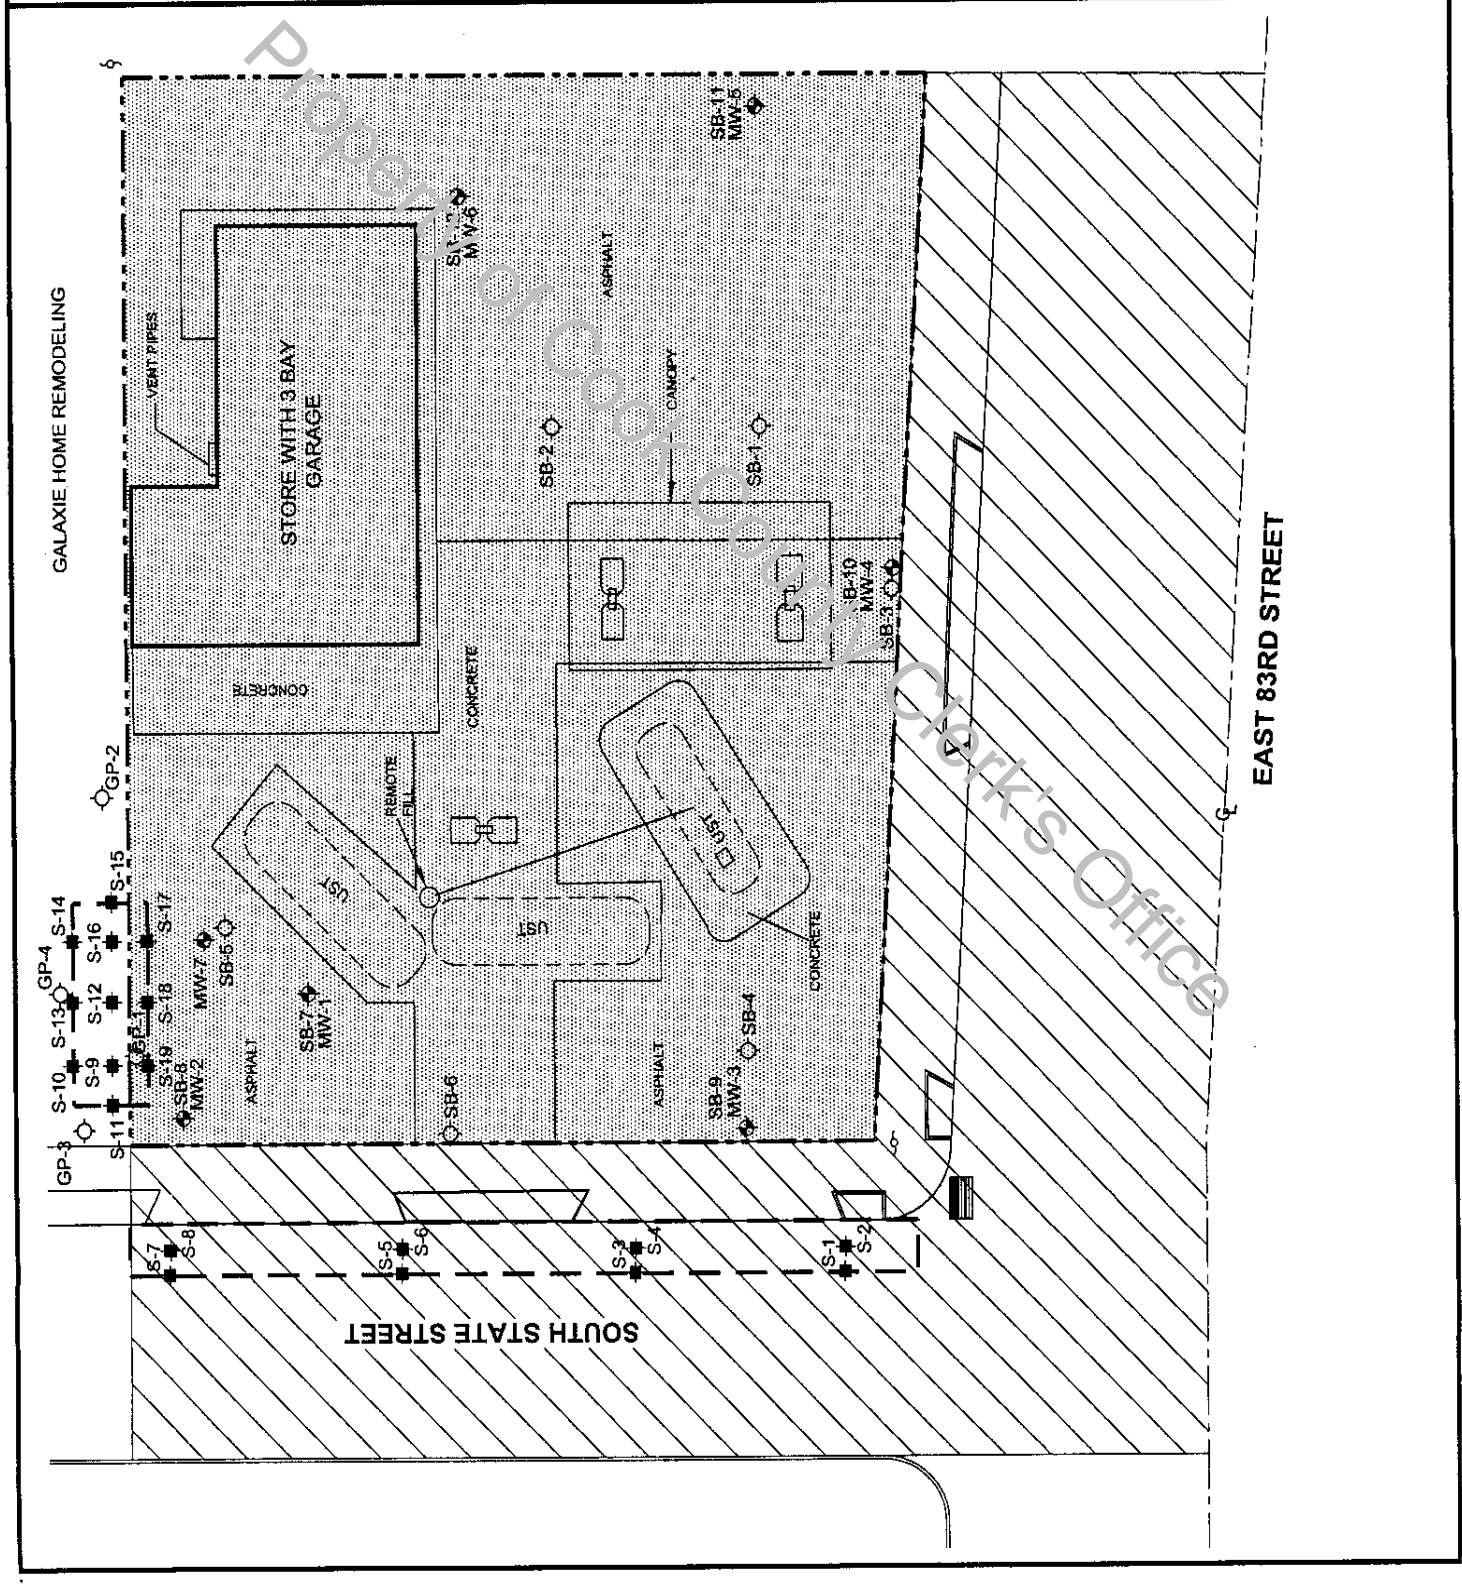 GALAXIE HOME REMODELING
VENT PIPES
STORE WITH 3 BAY
GARAGE
SB-11
MW-5
MW-6
ASPHALT
CANOPY
SB-2
SB-1
SB-10
MW-4
SB-3
CONCRETE
CONCRETE
REMOTE
FILL
UST
UST
UST
CONCRETE
GP-2
S-15
S-14
S-16
S-17
GP-4
S-13
S-12
S-18
GP-1
S-10
S-9
S-19
GP-3
S-11
MW-7
SB-5
SB-7
MW-1
SB-8
MW-2
ASPHALT
SB-6
ASPHALT
SB-4
SB-9
MW-3
S-7
S-8
S-5
S-6
S-3
S-4
S-1
S-2
SOUTH STATE STREET
EAST 83RD STREET
Property of Cook County Clerk's Office